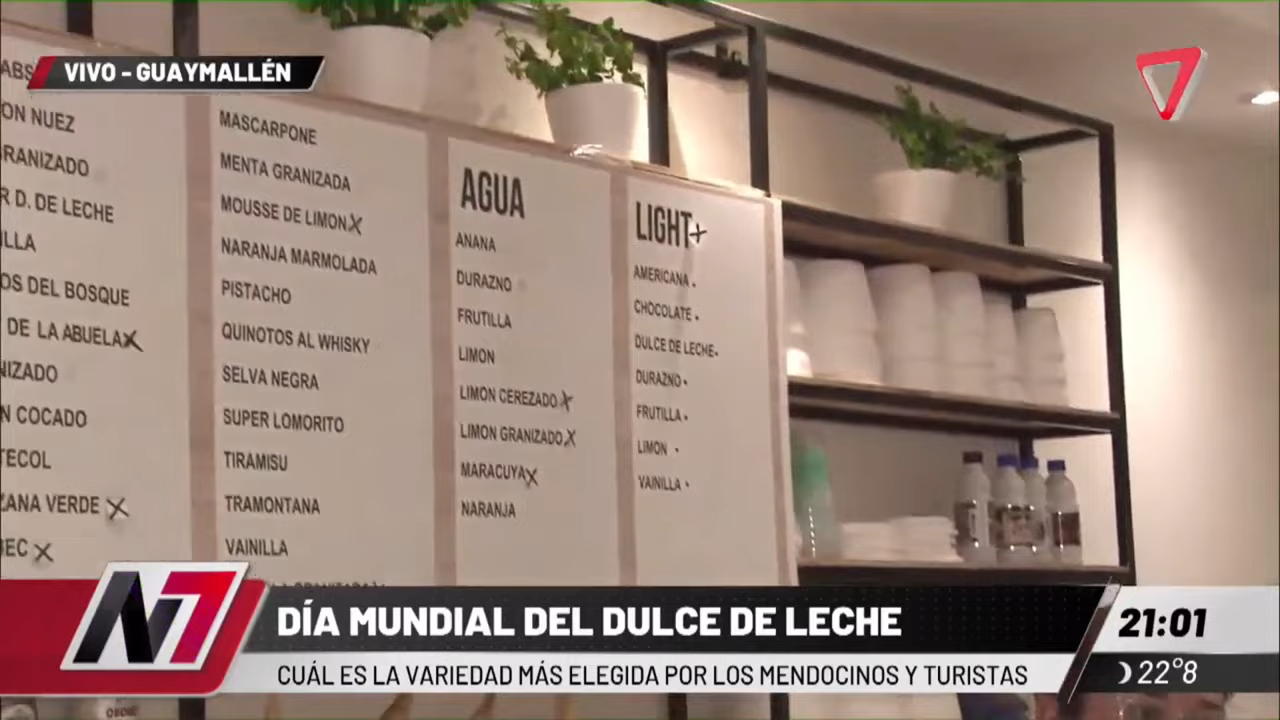 VIVO - GUAYMALLÉN
ON NUEZ
GRANIZADO
R D. DE LECHE
ILLA
OS DEL BOSQUE
DE LA ABUELA
NIZADO
N COCADO
TECOL
ZANA VERDE
MASCARPONE
MENTA GRANIZADA
MOUSSE DE LIMON
NARANJA MARMOLADA
PISTACHO
QUINOTOS AL WHISKY
SELVA NEGRA
SUPER LOMORITO
TIRAMISU
TRAMONTANA
VAINILLA
AGUA
ANANA
DURAZNO
FRUTILLA
LIMON
LIMON CEREZADO
LIMON GRANIZADO
MARACUYA
NARANJA
LIGHT+
AMERICANA
CHOCOLATE
DULCE DE LECHE
DURAZNO
FRUTILLA
LIMON
VAINILLA
N7
DÍA MUNDIAL DEL DULCE DE LECHE
CUÁL ES LA VARIEDAD MÁS ELEGIDA POR LOS MENDOCINOS Y TURISTAS
21:01
22°8